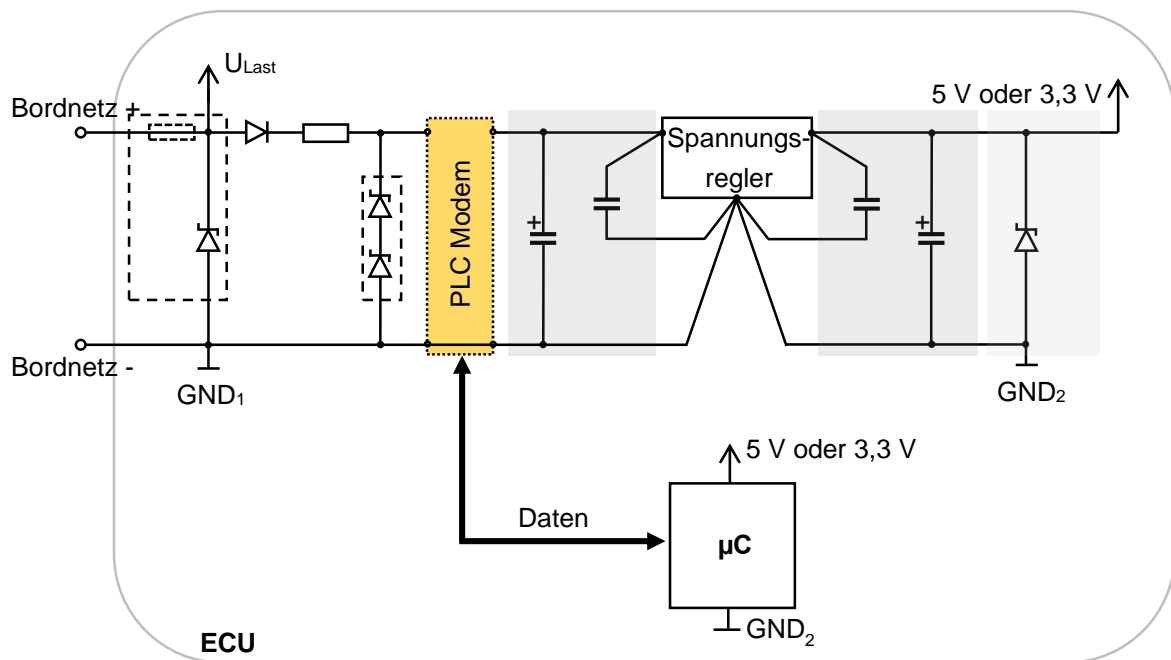 U_Last
Bordnetz +
5 V oder 3,3 V
Spannungs-
regler
PLC Modem
Bordnetz -
GND₁
GND₂
5 V oder 3,3 V
Daten
µC
GND₂
ECU